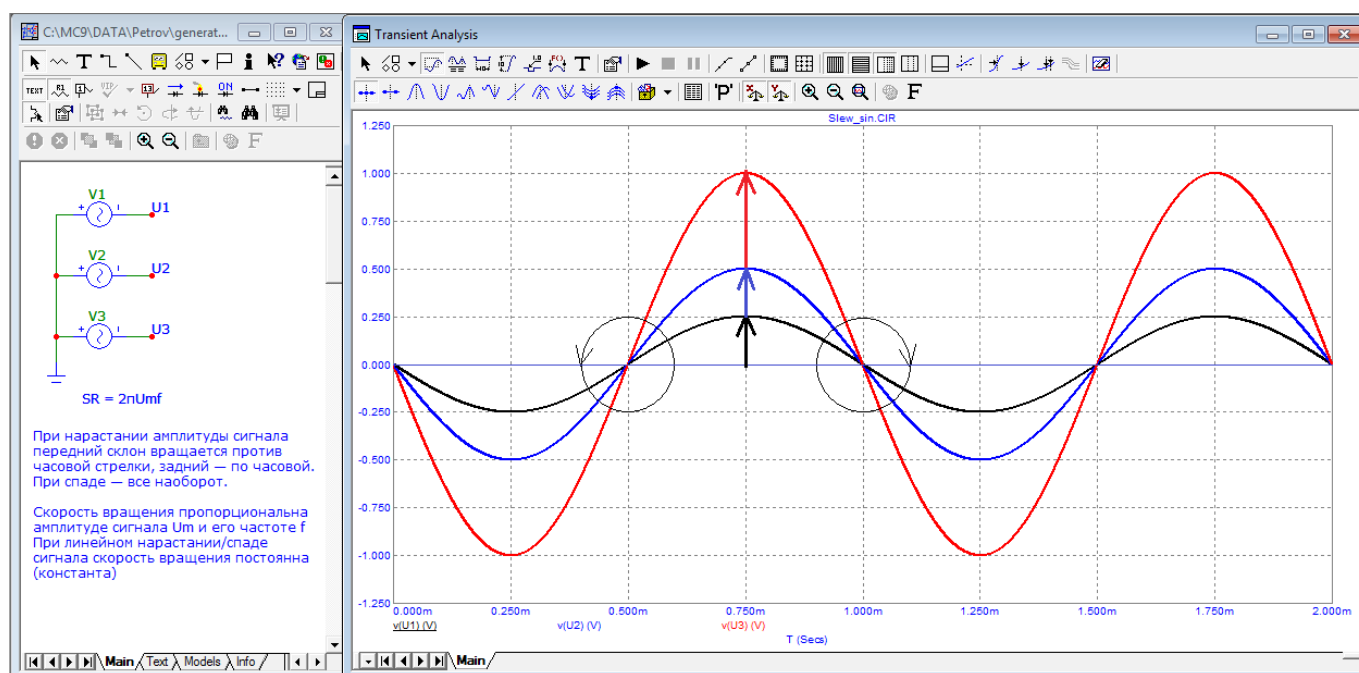 C:\MC9\DATA\Petrov\generat...
TEXT
V1
U1
V2
U2
V3
U3
SR = 2πUmf
При нарастании амплитуды сигнала
передний склон вращается против
часовой стрелки, задний — по часовой.
При спаде — все наоборот.
Скорость вращения пропорциональна
амплитуде сигнала Um и его частоте f
При линейном нарастании/спаде
сигнала скорость вращения постоянна
(константа)
Main Text Models Info
Transient Analysis
T
'P'
F
Slew_sin.CIR
1.250
1.000
0.750
0.500
0.250
0.000
-0.250
-0.500
-0.750
-1.000
-1.250
0.000m 0.250m 0.500m 0.750m 1.000m 1.250m 1.500m 1.750m 2.000m
v(U1) (V) v(U2) (V) v(U3) (V)
T (Secs)
Main